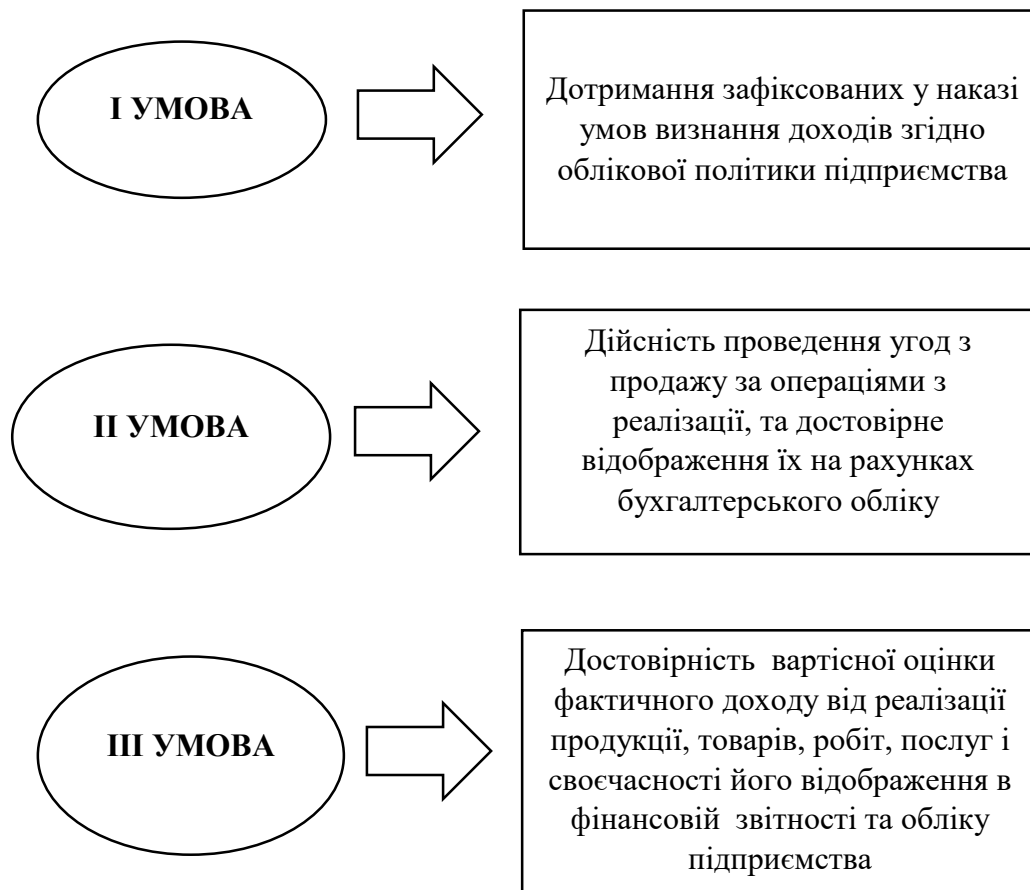 І УМОВА
Дотримання зафіксованих у наказі
умов визнання доходів згідно
облікової політики підприємства
ІІ УМОВА
Дійсність проведення угод з
продажу за операціями з
реалізації, та достовірне
відображення їх на рахунках
бухгалтерського обліку
ІІІ УМОВА
Достовірність вартісної оцінки
фактичного доходу від реалізації
продукції, товарів, робіт, послуг і
своєчасності його відображення в
фінансовій звітності та обліку
підприємства